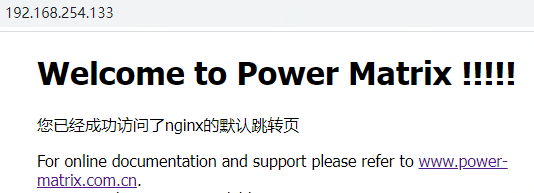 192.168.254.133
Welcome to Power Matrix !!!!!
您已经成功访问了nginx的默认跳转页
For online documentation and support please refer to www.power-
matrix.com.cn.